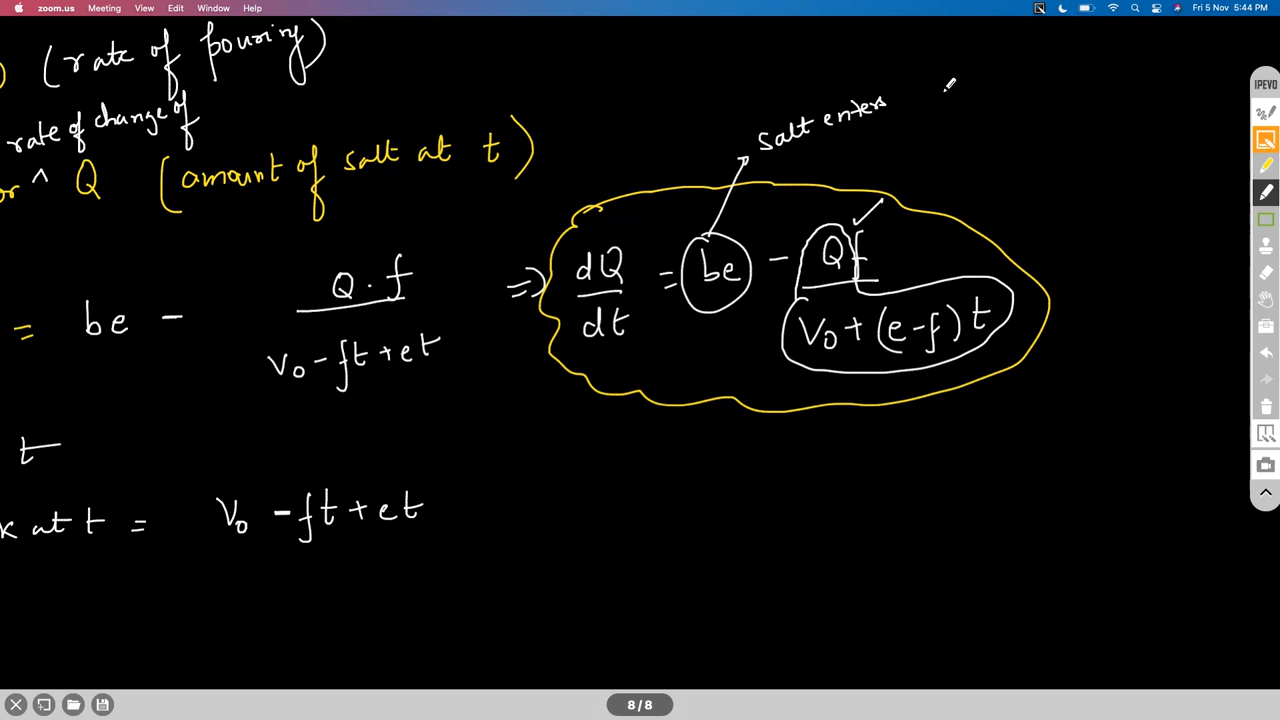 zoom.us Meeting View Edit Window Help Fri 5 Nov 5:44 PM
) (rate of pouring)
rate of change of
or ^ Q (amount of salt at t)
salt enters
= be - Q . f / V₀ - ft + et ⇒ dQ/dt = be - Qf / V₀ + (e-f) t
t
k at t = V₀ - ft + et
IPEVO
8/8